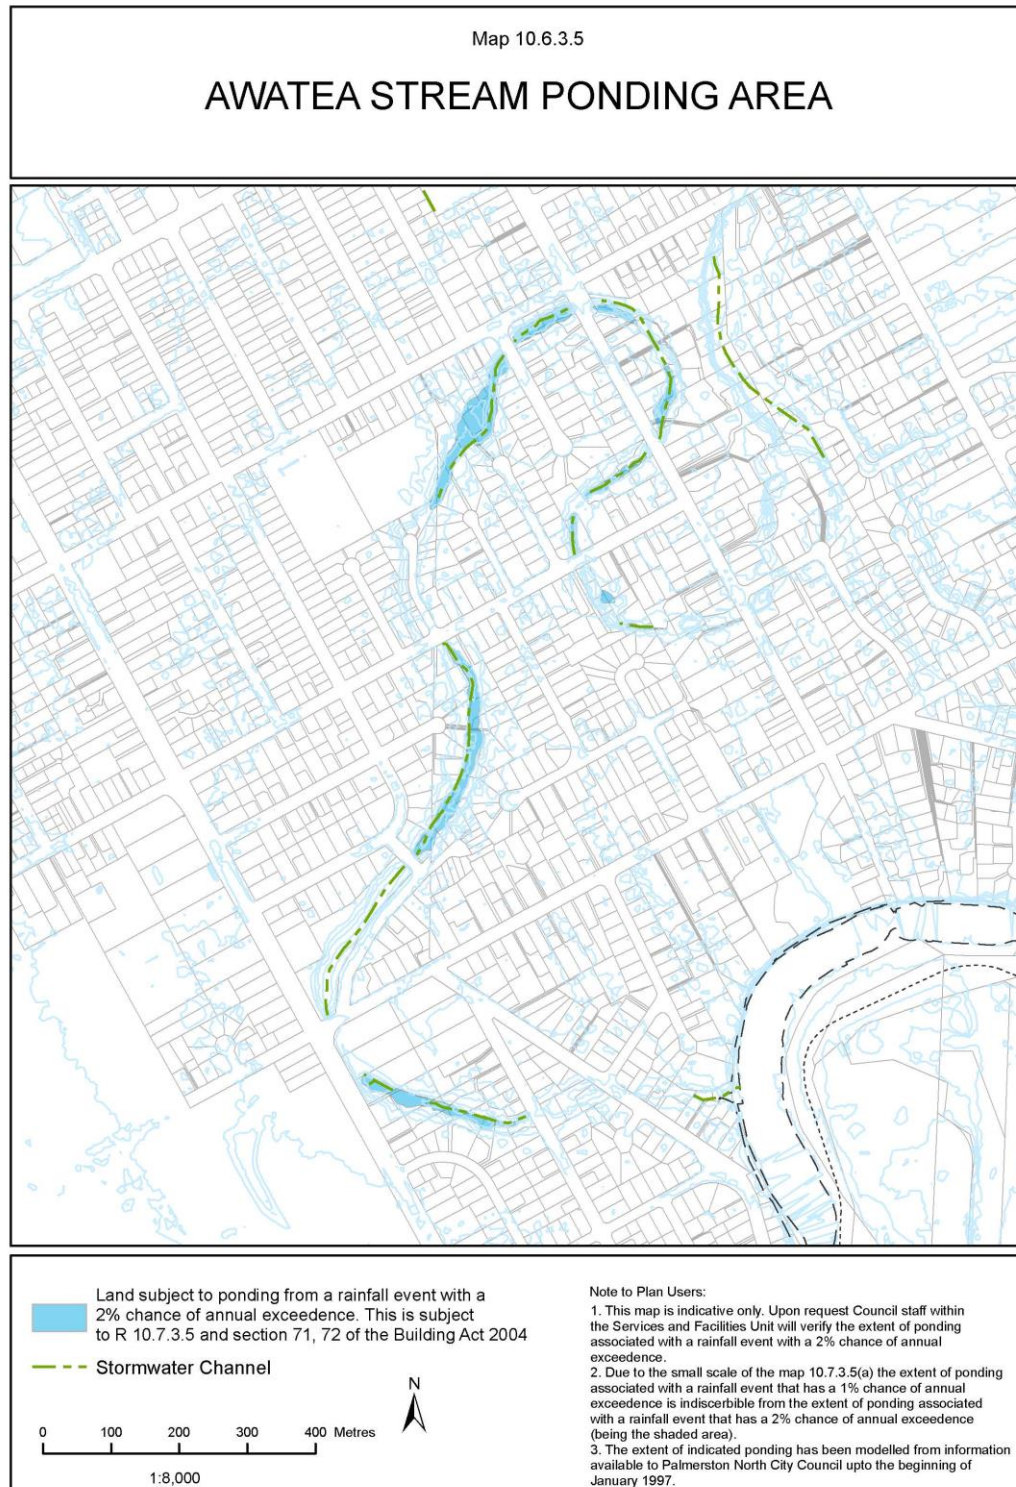 Map 10.6.3.5
AWATEA STREAM PONDING AREA
Land subject to ponding from a rainfall event with a
2% chance of annual exceedence. This is subject
to R 10.7.3.5 and section 71, 72 of the Building Act 2004
Stormwater Channel
N
0 100 200 300 400 Metres
1:8,000
Note to Plan Users:
1. This map is indicative only. Upon request Council staff within
the Services and Facilities Unit will verify the extent of ponding
associated with a rainfall event with a 2% chance of annual
exceedence.
2. Due to the small scale of the map 10.7.3.5(a) the extent of ponding
associated with a rainfall event that has a 1% chance of annual
exceedence is indiscerbible from the extent of ponding associated
with a rainfall event that has a 2% chance of annual exceedence
(being the shaded area).
3. The extent of indicated ponding has been modelled from information
available to Palmerston North City Council upto the beginning of
January 1997.